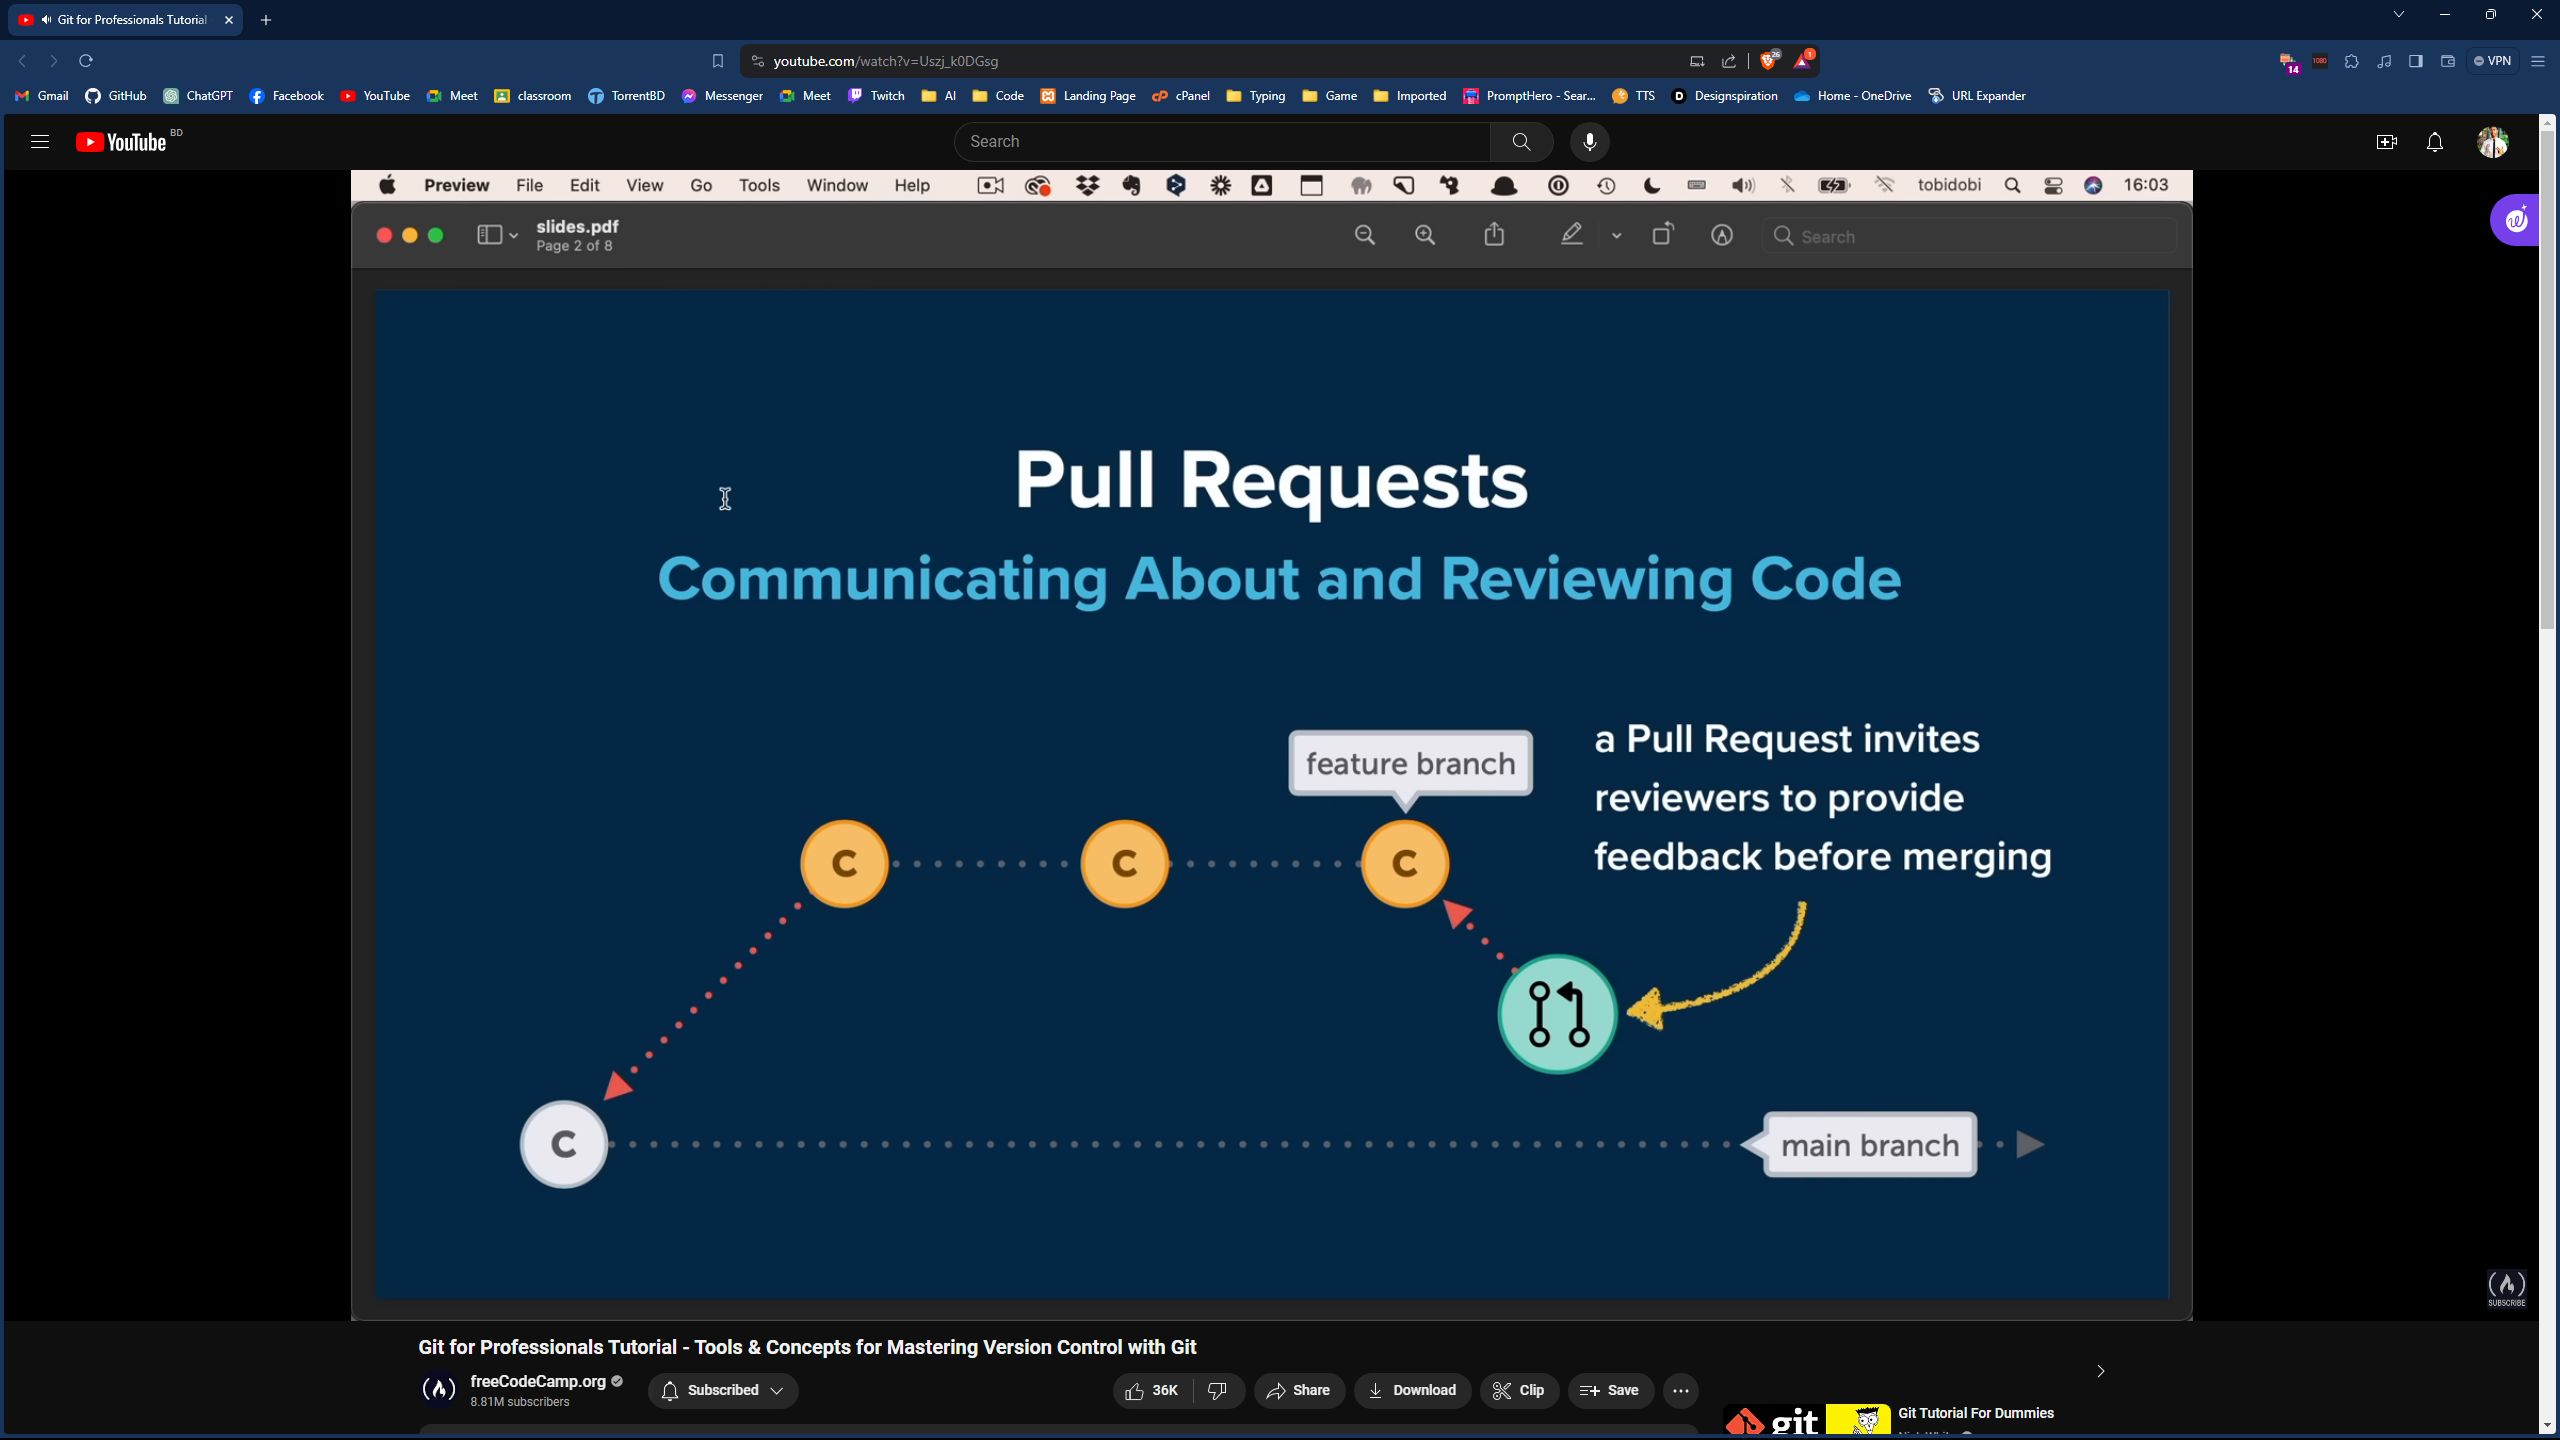 Git for Professionals Tutorial
youtube.com/watch?v=Uszj_k0DGsg
26
1
14
1080
VPN
Gmail GitHub ChatGPT Facebook YouTube Meet classroom TorrentBD Messenger Meet Twitch AI Code Landing Page cPanel Typing Game Imported PromptHero - Sear... TTS Designspiration Home - OneDrive URL Expander
YouTube BD
Search
Preview File Edit View Go Tools Window Help tobidobi 16:03
slides.pdf
Page 2 of 8
Search
Pull Requests
Communicating About and Reviewing Code
feature branch
a Pull Request invites
reviewers to provide
feedback before merging
C C C
C
main branch
SUBSCRIBE
Git for Professionals Tutorial - Tools & Concepts for Mastering Version Control with Git
freeCodeCamp.org
8.81M subscribers
Subscribed
36K Share Download Clip Save
git
Git Tutorial For Dummies